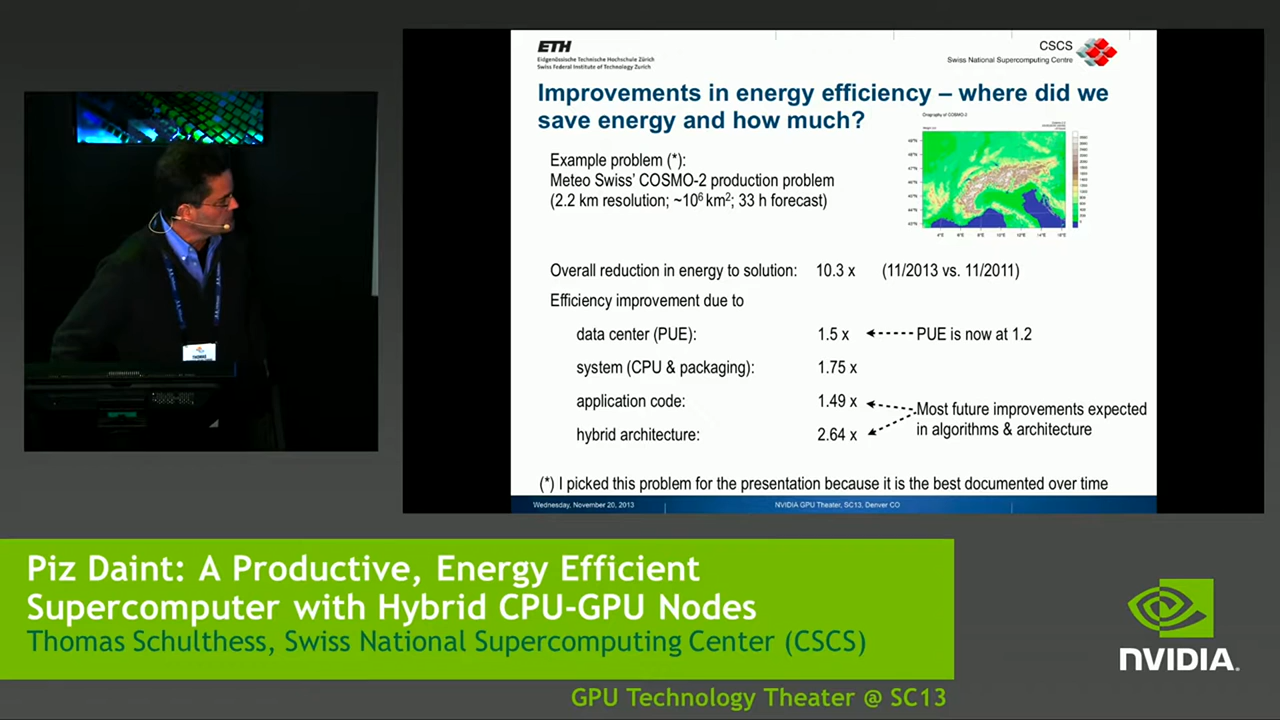 ETH
Eidgenössische Technische Hochschule Zürich
Swiss Federal Institute of Technology Zurich
CSCS
Swiss National Supercomputing Centre
Improvements in energy efficiency – where did we
save energy and how much?
Example problem (*):
Meteo Swiss' COSMO-2 production problem
(2.2 km resolution; ~10⁶ km²; 33 h forecast)
Orography of COSMO-2
Overall reduction in energy to solution: 10.3 x (11/2013 vs. 11/2011)
Efficiency improvement due to
data center (PUE): 1.5 x PUE is now at 1.2
system (CPU & packaging): 1.75 x
application code: 1.49 x
Most future improvements expected
in algorithms & architecture
hybrid architecture: 2.64 x
(*) I picked this problem for the presentation because it is the best documented over time
Wednesday, November 20, 2013 NVIDIA GPU Theater, SC13, Denver CO
THOMAS
Piz Daint: A Productive, Energy Efficient
Supercomputer with Hybrid CPU-GPU Nodes
Thomas Schulthess, Swiss National Supercomputing Center (CSCS)
NVIDIA.
GPU Technology Theater @ SC13